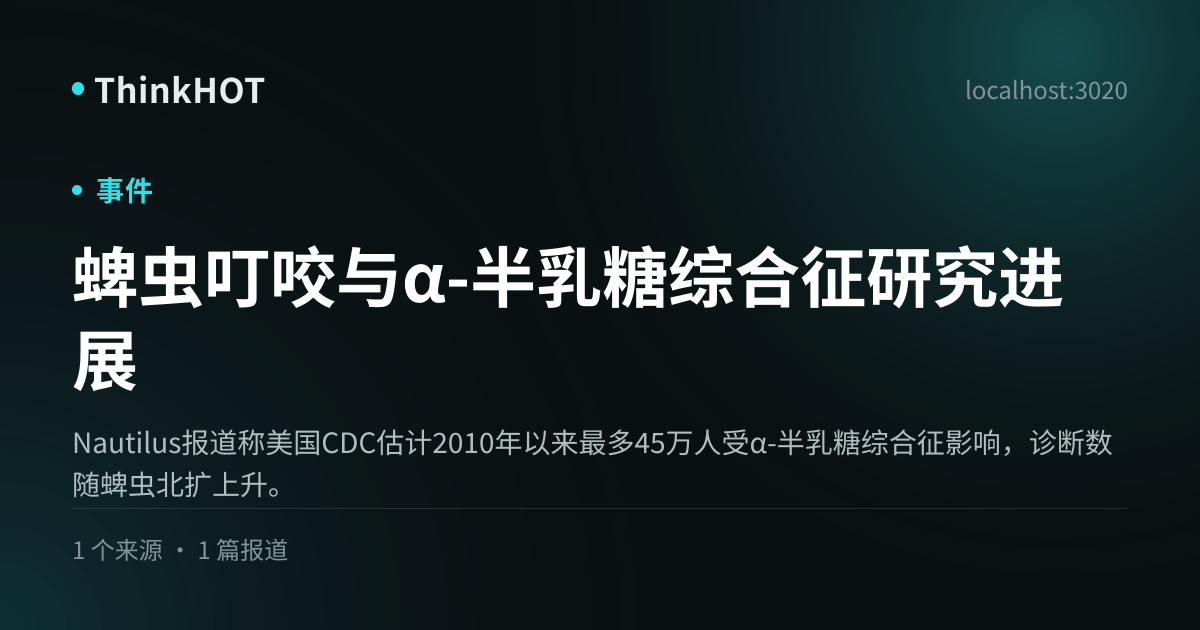 ThinkHOT
localhost:3020
事件
蜱虫叮咬与α-半乳糖综合征研究进
展
Nautilus报道称美国CDC估计2010年以来最多45万人受α-半乳糖综合征影响，诊断数
随蜱虫北扩上升。
1 个来源 · 1 篇报道